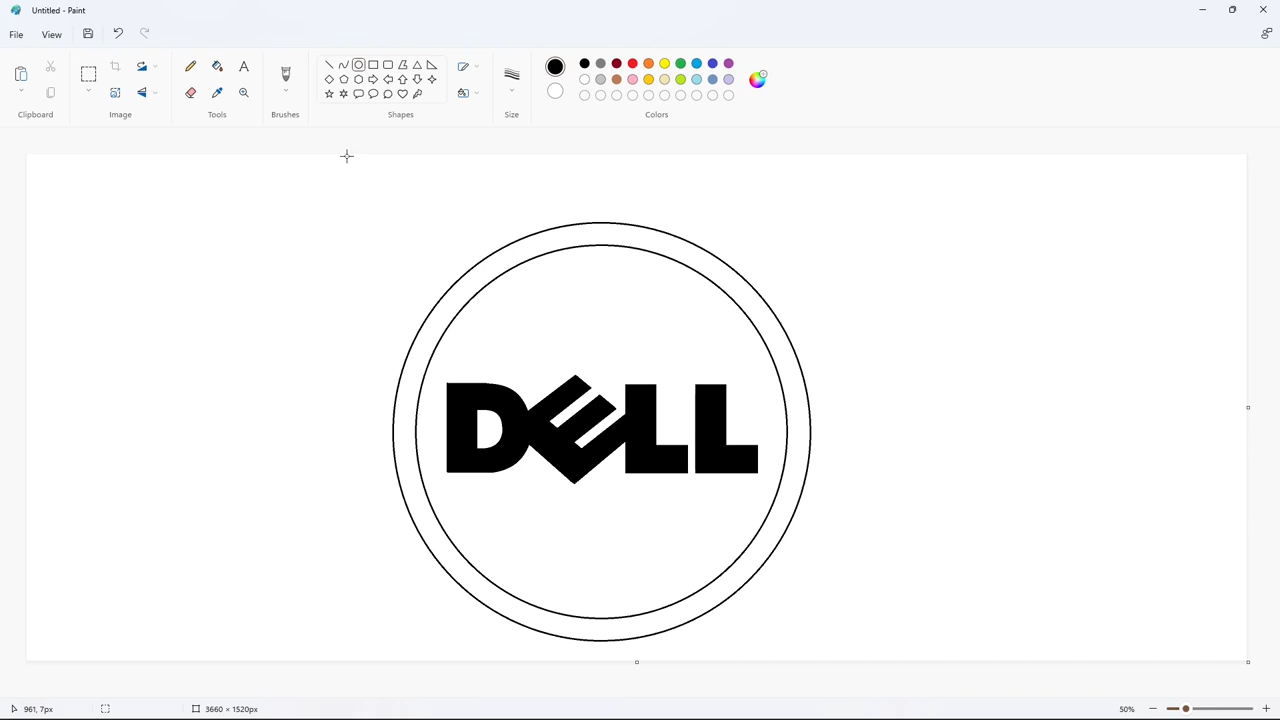 Untitled - Paint
File View
Clipboard Image Tools Brushes Shapes Size Colors
DELL
961, 7px 3660 × 1520px 50%